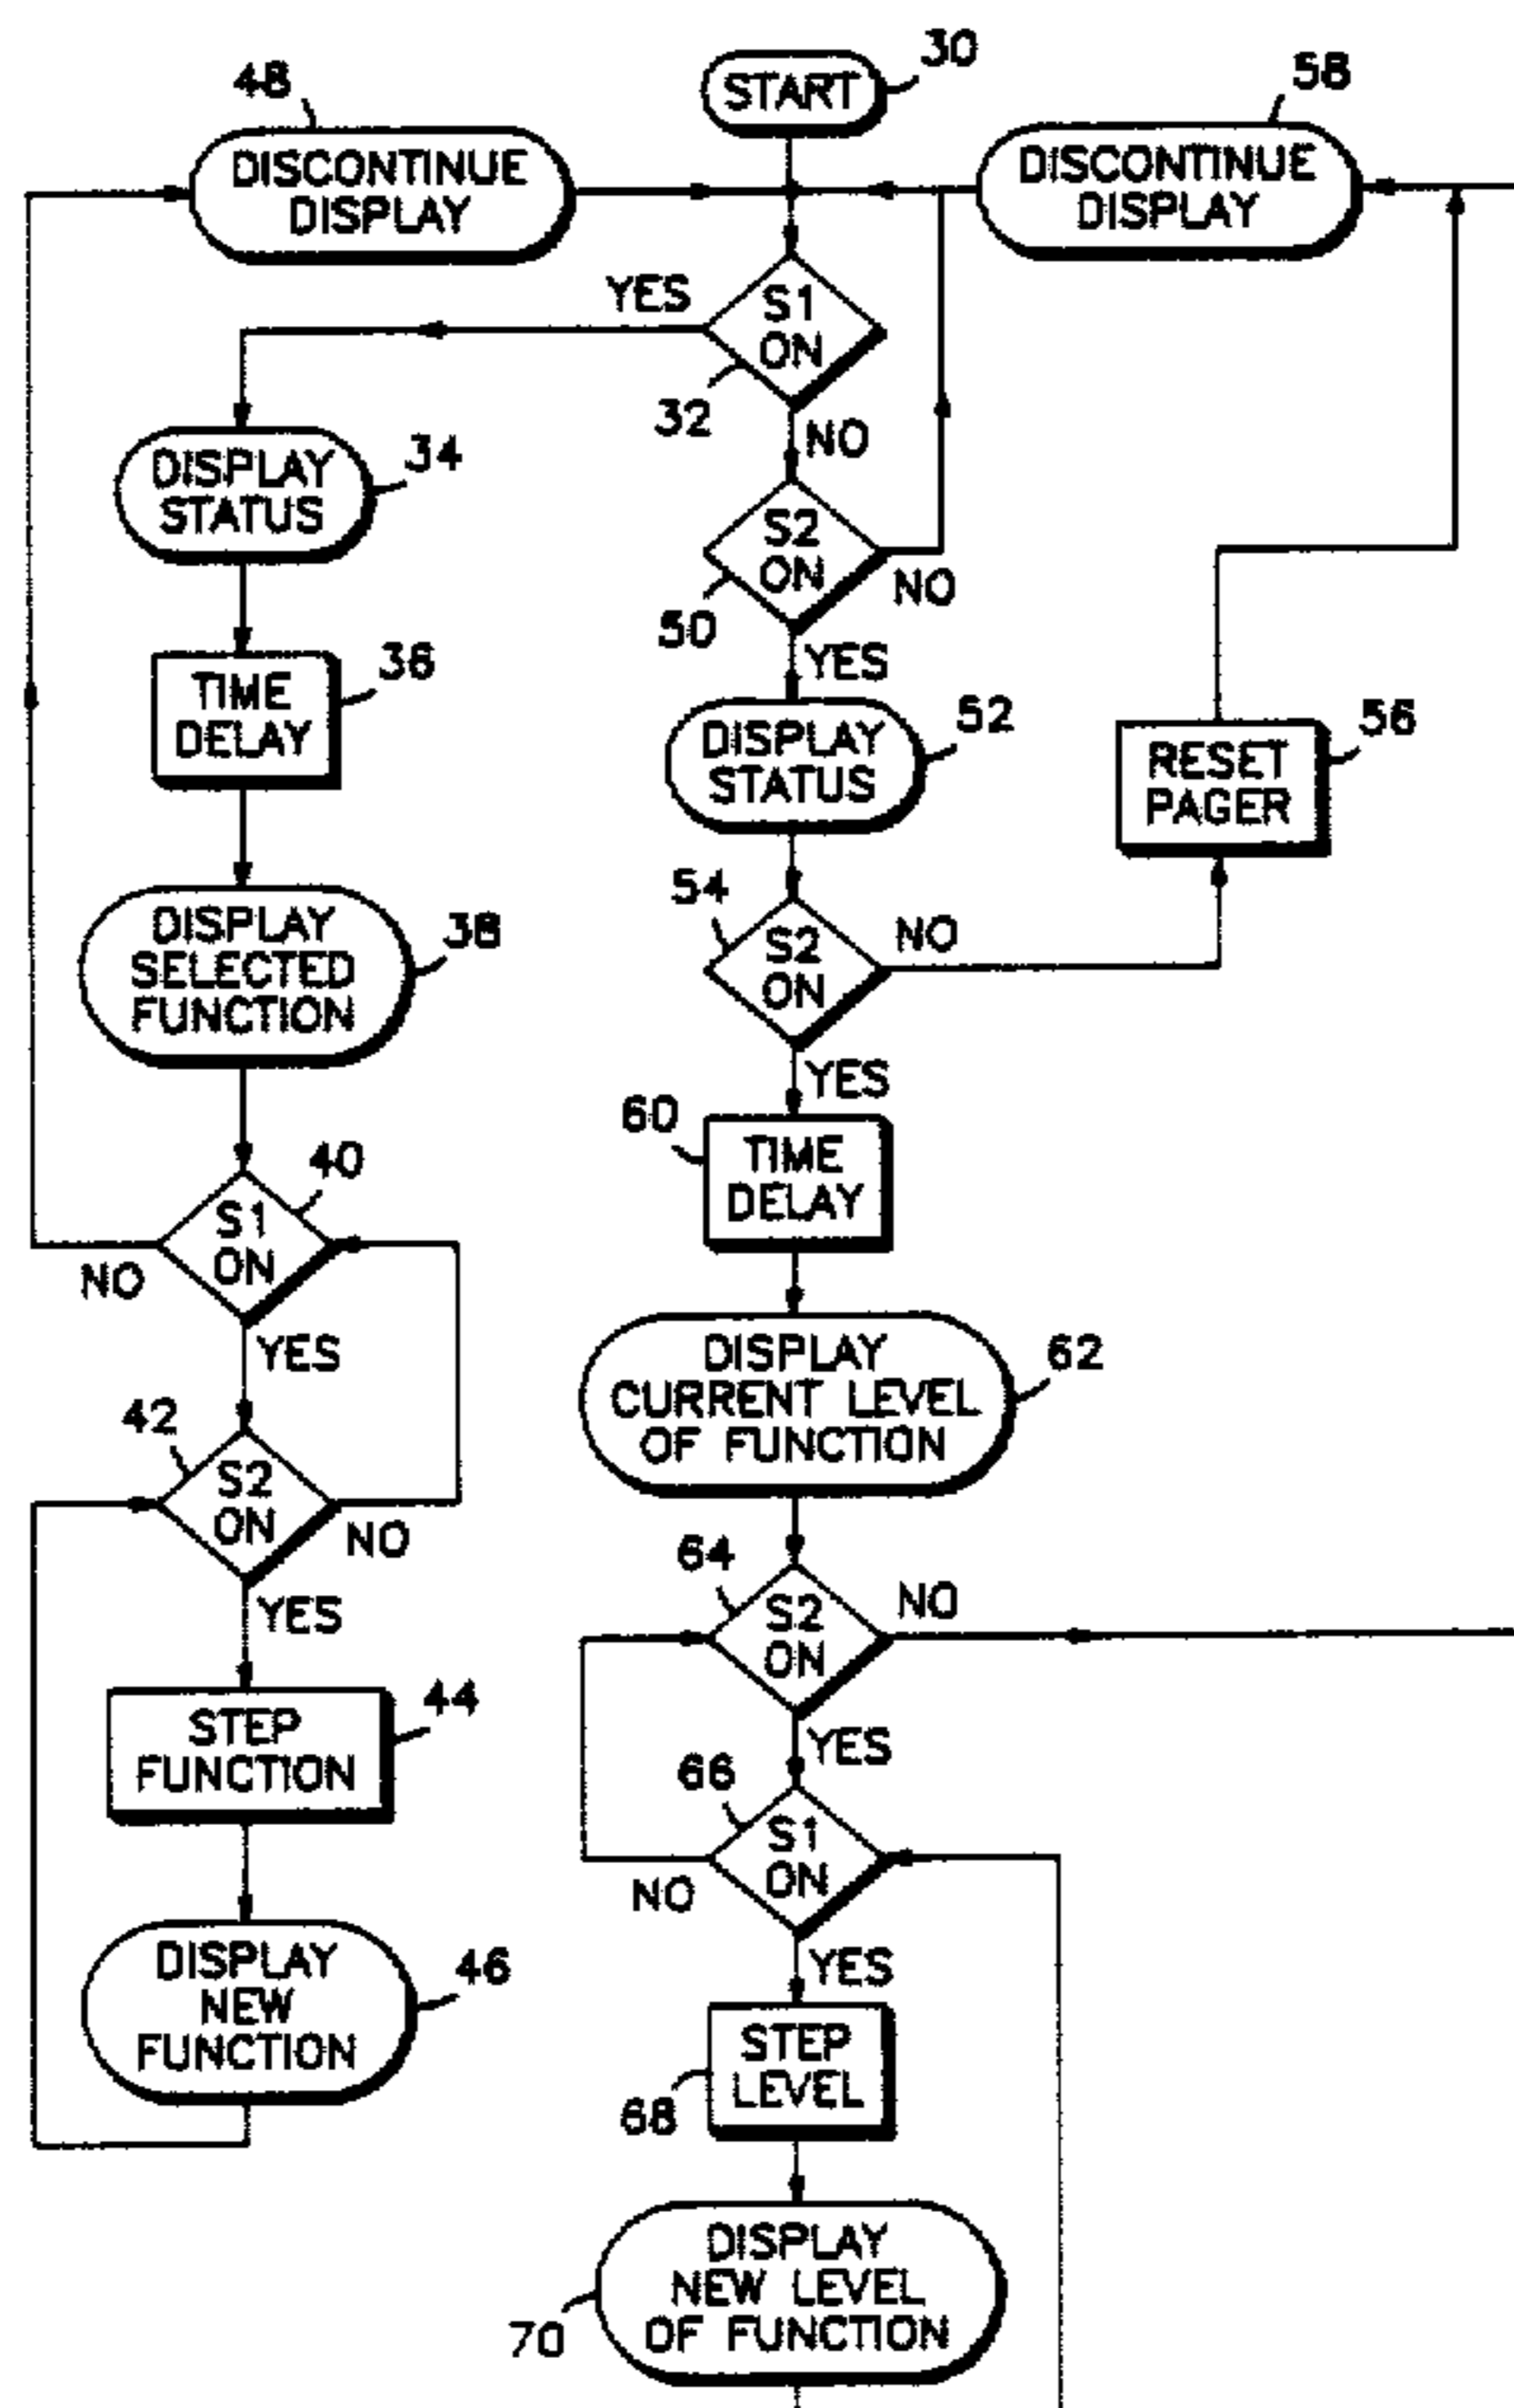 30
START
48
DISCONTINUE
DISPLAY
58
DISCONTINUE
DISPLAY
YES
S1
ON
32
NO
34
DISPLAY
STATUS
S2
ON
50
NO
YES
36
TIME
DELAY
52
DISPLAY
STATUS
56
RESET
PAGER
38
DISPLAY
SELECTED
FUNCTION
54
S2
ON
NO
YES
60
TIME
DELAY
40
S1
ON
NO
YES
62
DISPLAY
CURRENT LEVEL
OF FUNCTION
42
S2
ON
NO
YES
64
S2
ON
NO
YES
44
STEP
FUNCTION
66
S1
ON
NO
YES
46
DISPLAY
NEW
FUNCTION
STEP
LEVEL
68
DISPLAY
NEW LEVEL
OF FUNCTION
70